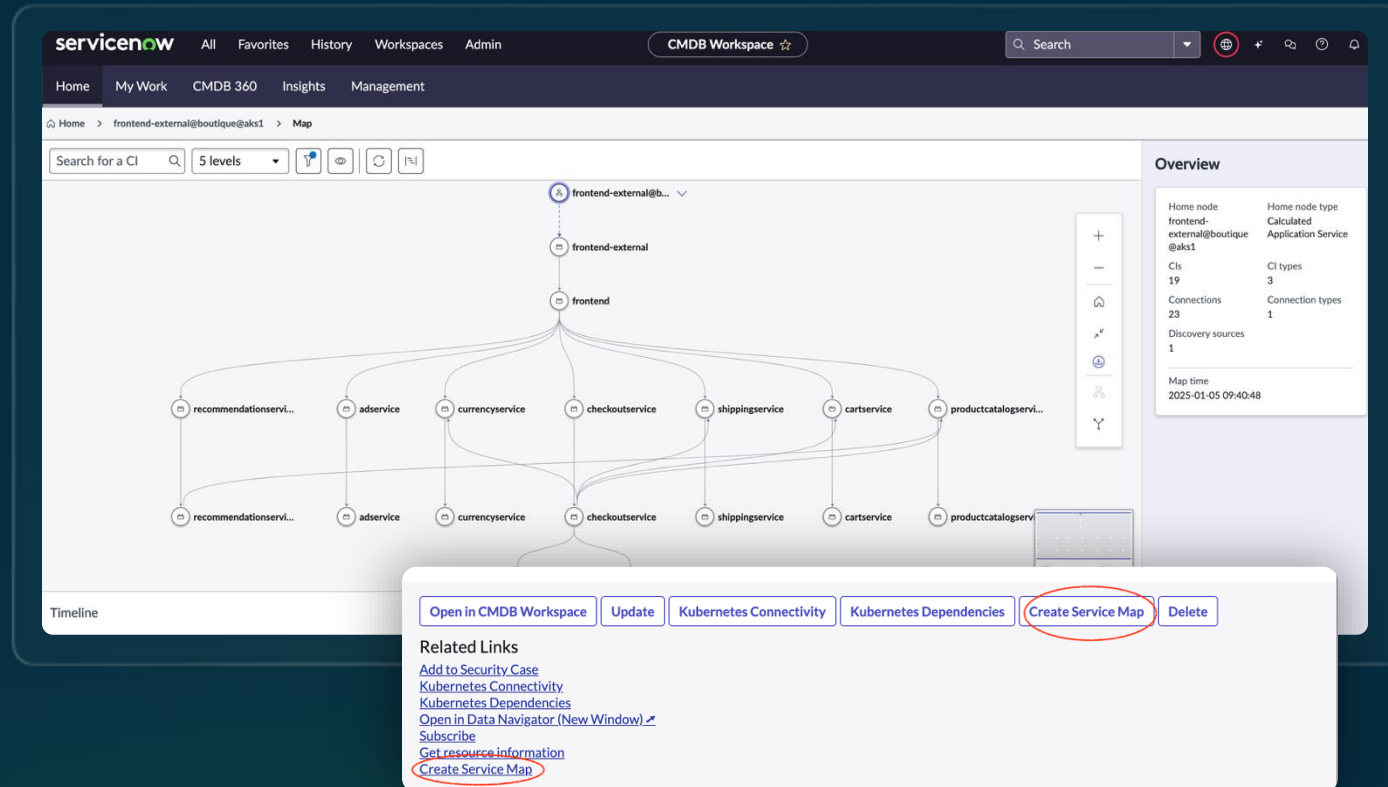 servicenow All Favorites History Workspaces Admin CMDB Workspace Search
Home My Work CMDB 360 Insights Management
Home > frontend-external@boutique@aks1 > Map
Search for a CI 5 levels
Overview
frontend-external@b...
frontend-external
frontend
recommendationservi... adservice currencyservice checkoutservice shippingservice cartservice productcatalogservi...
recommendationservi... adservice currencyservice checkoutservice shippingservice cartservice productcatalogservi
Home node Home node type
frontend- Calculated
external@boutique Application Service
@aks1
CIs CI types
19 3
Connections Connection types
23 1
Discovery sources
1
Map time
2025-01-05 09:40:48
Timeline
Open in CMDB Workspace Update Kubernetes Connectivity Kubernetes Dependencies Create Service Map Delete
Related Links
Add to Security Case
Kubernetes Connectivity
Kubernetes Dependencies
Open in Data Navigator (New Window)
Subscribe
Get resource information
Create Service Map